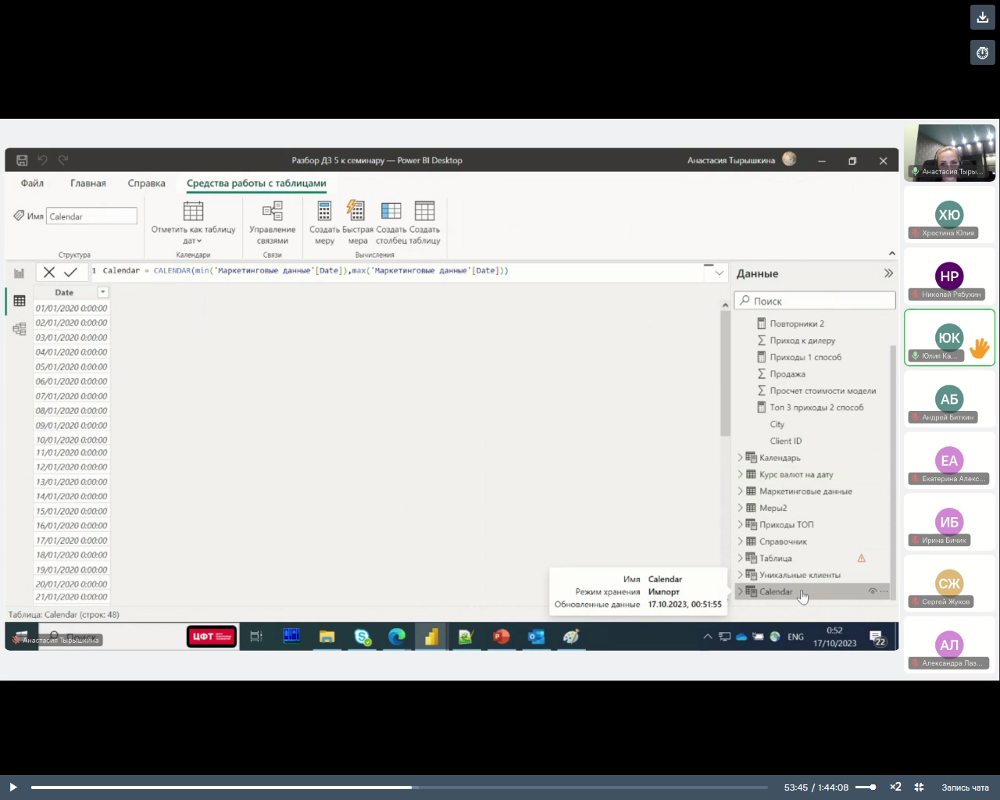 Разбор ДЗ 5 к семинару — Power BI Desktop
Анастасия Тырышкина
Файл
Главная
Справка
Средства работы с таблицами
Имя
Calendar
Структура
Отметить как таблицу
дат
Календари
Управление
связями
Связи
Создать
меру
Быстрая
мера
Создать
столбец
Создать
таблицу
Вычисления
1 Calendar = CALENDAR(min('Маркетинговые данные'[Date]),max('Маркетинговые данные'[Date]))
Date
01/01/2020 0:00:00
02/01/2020 0:00:00
03/01/2020 0:00:00
04/01/2020 0:00:00
05/01/2020 0:00:00
06/01/2020 0:00:00
07/01/2020 0:00:00
08/01/2020 0:00:00
09/01/2020 0:00:00
10/01/2020 0:00:00
11/01/2020 0:00:00
12/01/2020 0:00:00
13/01/2020 0:00:00
14/01/2020 0:00:00
15/01/2020 0:00:00
16/01/2020 0:00:00
17/01/2020 0:00:00
18/01/2020 0:00:00
19/01/2020 0:00:00
20/01/2020 0:00:00
21/01/2020 0:00:00
Данные
Поиск
Повторники 2
Приход к дилеру
Приходы 1 способ
Продажа
Просчет стоимости модели
Топ 3 приходы 2 способ
City
Client ID
Календарь
Курс валют на дату
Маркетинговые данные
Меры2
Приходы ТОП
Справочник
Таблица
Уникальные клиенты
Calendar
Имя Calendar
Режим хранения Импорт
Обновленные данные 17.10.2023, 00:51:55
Таблица: Calendar (строк: 48)
Поиск
Анастасия Тырышкина
ЦФТ
ENG
0:52
17/10/2023
22
Анастасия Тыры...
ХЮ
Хрестина Юлия
НР
Николай Рябухин
ЮК
Юлия Ка...
АБ
Андрей Биткин
ЕА
Екатерина Алекс...
ИБ
Ирина Бичик
СЖ
Сергей Жуков
АЛ
Александра Лаз...
53:45 / 1:44:08
×2
Запись чата